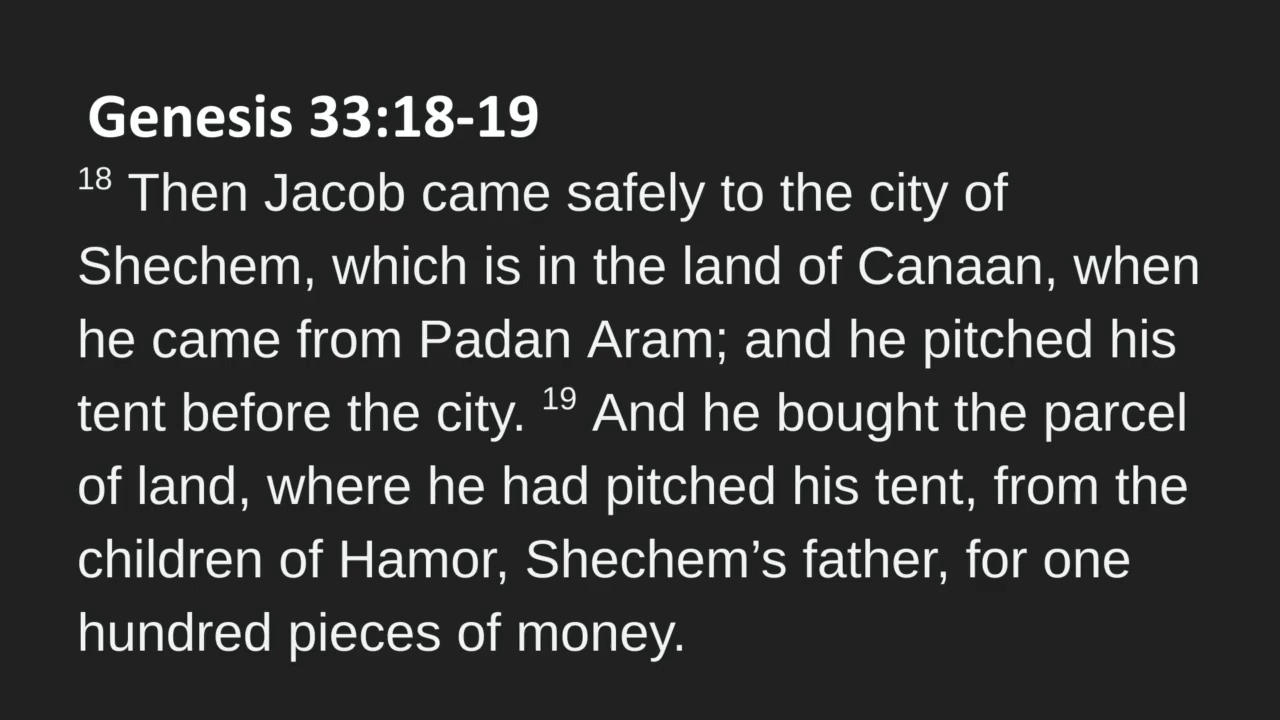 Genesis 33:18-19
18 Then Jacob came safely to the city of
Shechem, which is in the land of Canaan, when
he came from Padan Aram; and he pitched his
tent before the city. 19 And he bought the parcel
of land, where he had pitched his tent, from the
children of Hamor, Shechem’s father, for one
hundred pieces of money.